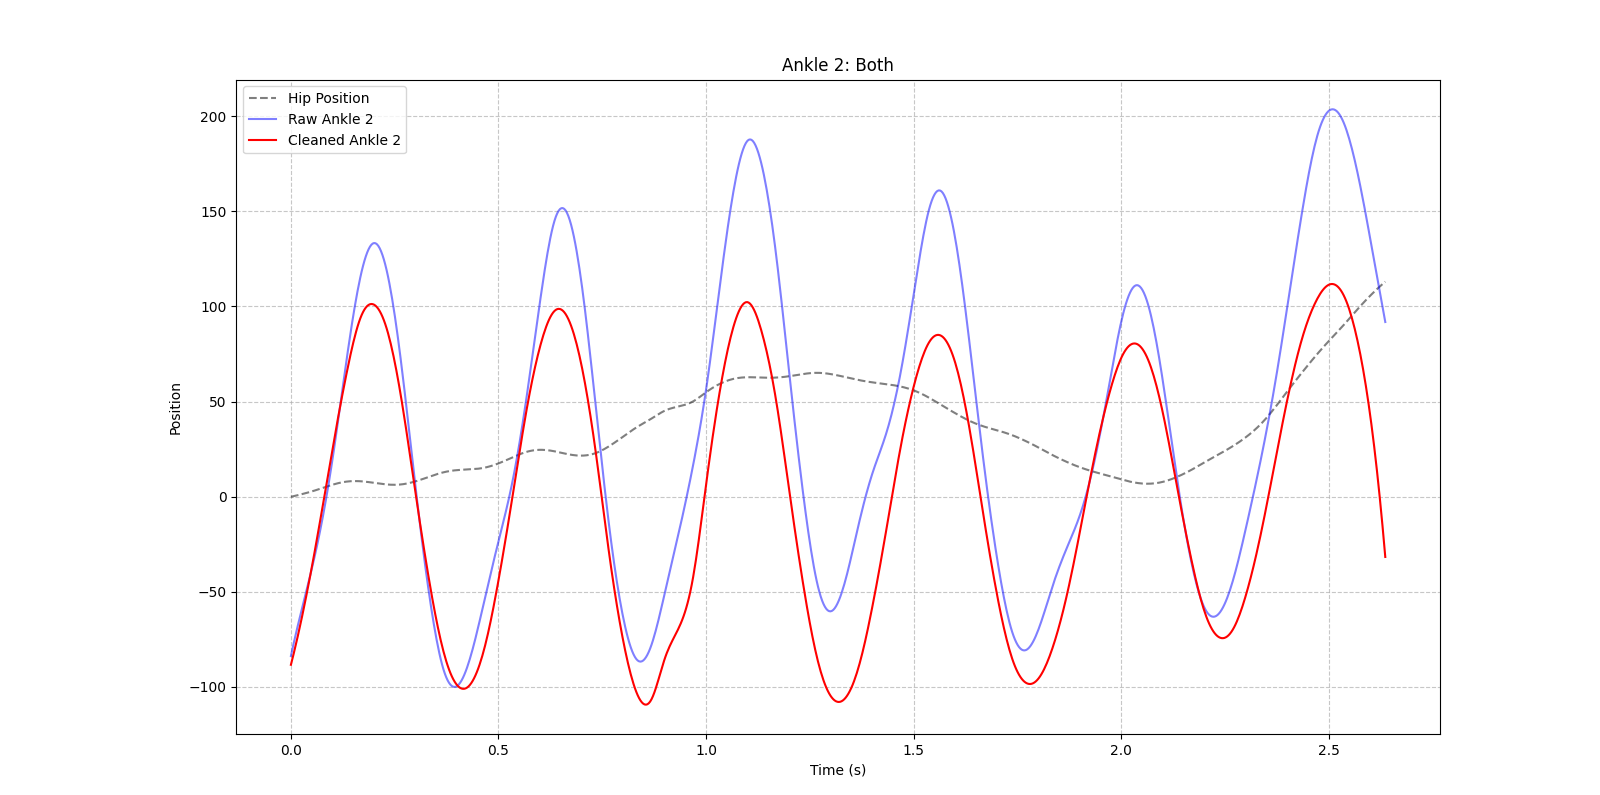 Ankle 2: Both
Hip Position
Raw Ankle 2
Cleaned Ankle 2
Position
200
150
100
50
0
−50
−100
0.0 0.5 1.0 1.5 2.0 2.5
Time (s)